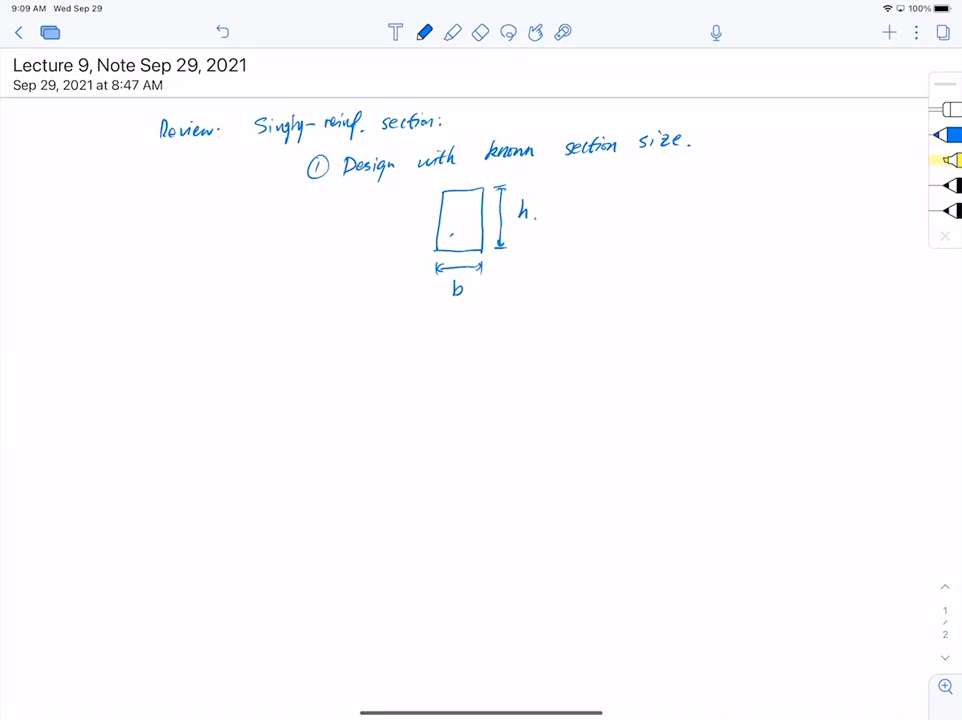 9:09 AM Wed Sep 29
100%
T
Lecture 9, Note Sep 29, 2021
Sep 29, 2021 at 8:47 AM
Review: Singly-reinf. section:
① Design with known section size.
h.
b
1
/
2